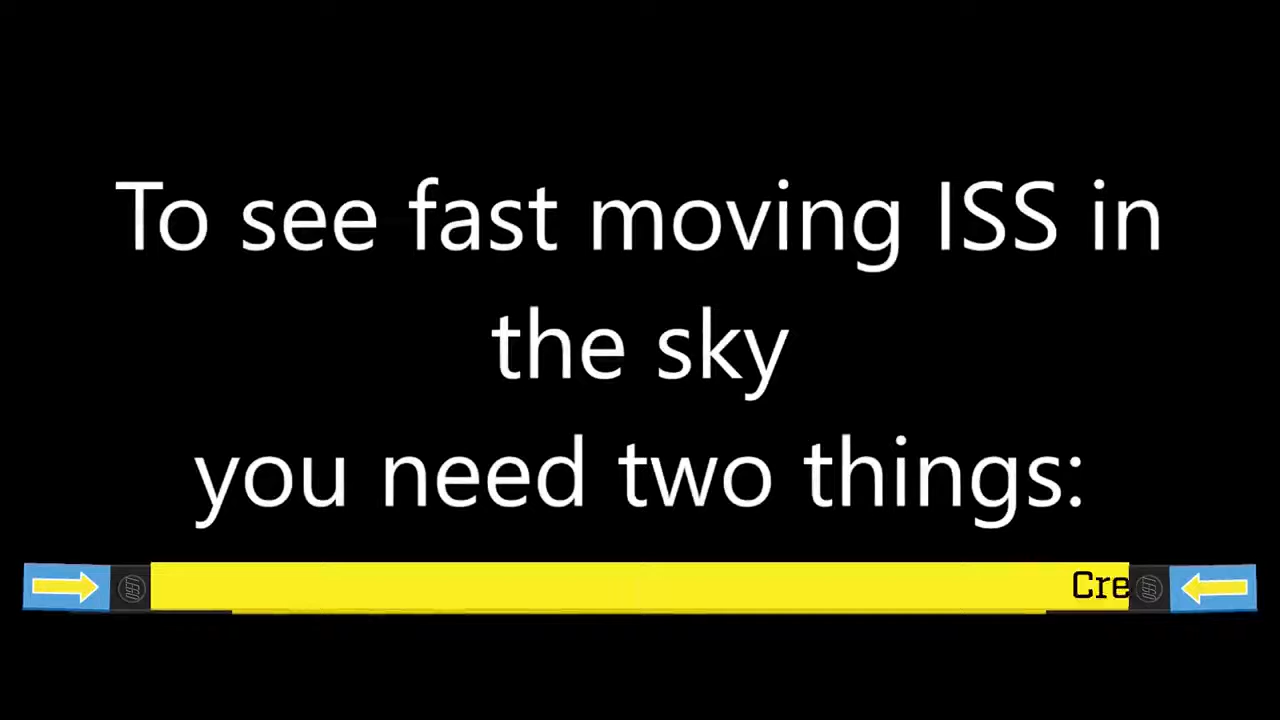 To see fast moving ISS in
the sky
you need two things:
Cre